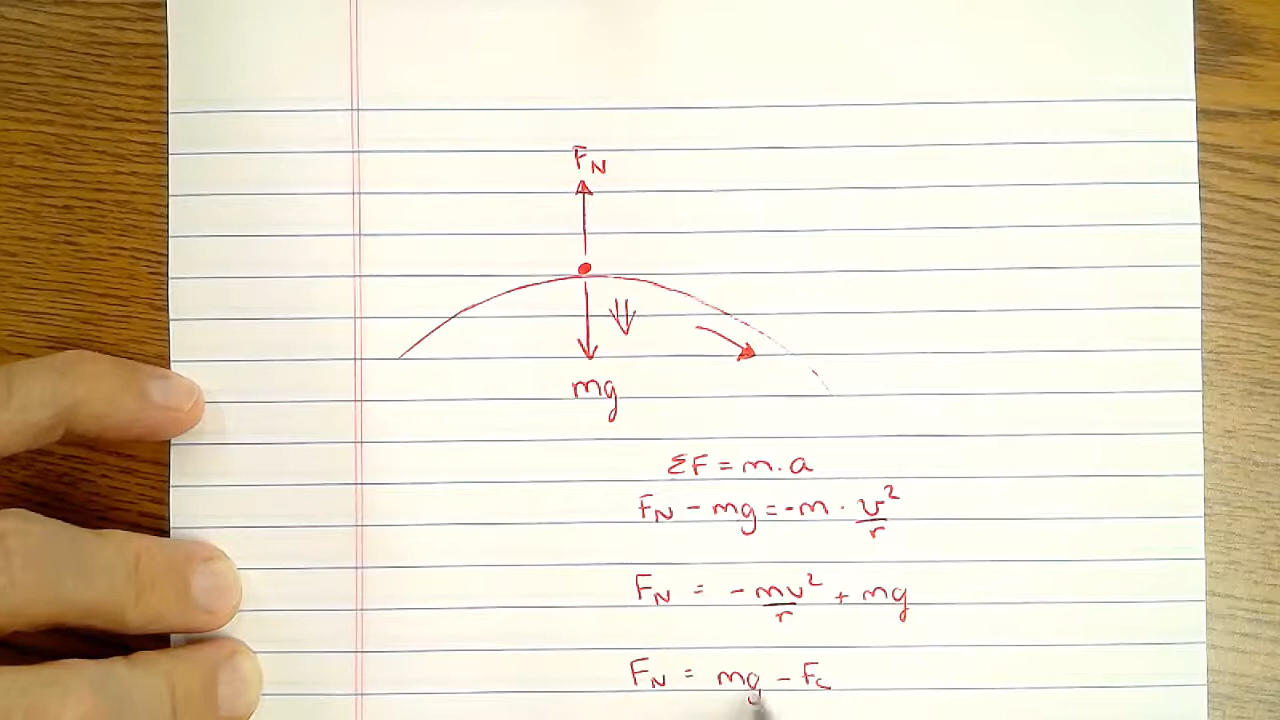 F_N
mg
ΣF = m · a
F_N - mg = -m · v²/r
F_N = -mv²/r + mg
F_N = mg - F_c